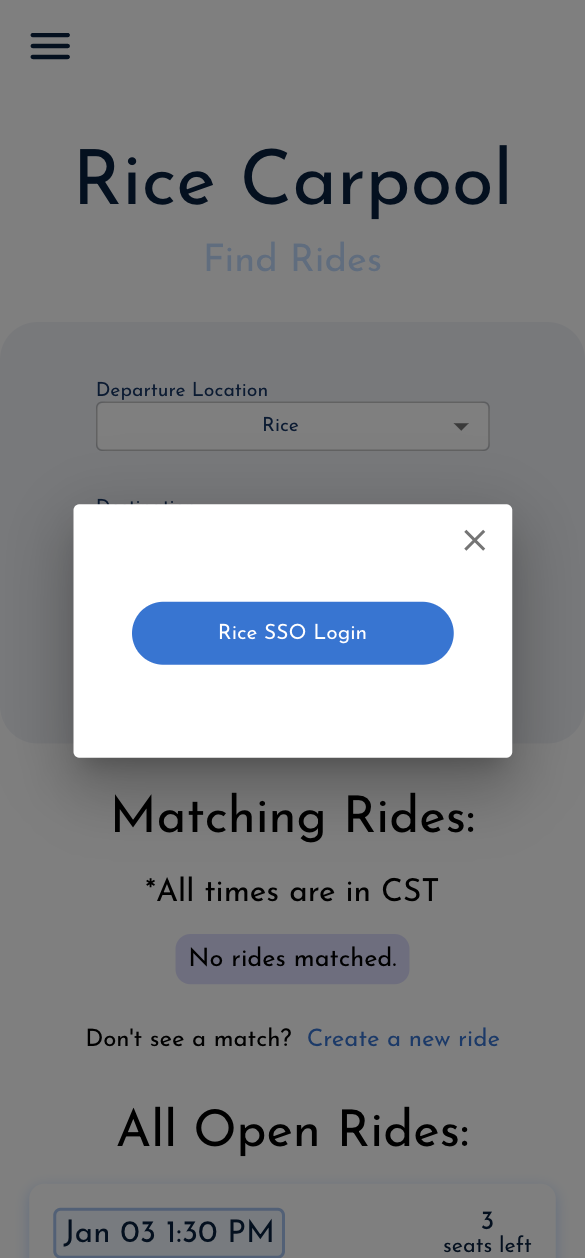 Rice Carpool
Find Rides
Departure Location
Rice
Rice SSO Login
Matching Rides:
*All times are in CST
No rides matched.
Don't see a match? Create a new ride
All Open Rides:
Jan 03 1:30 PM
3
seats left